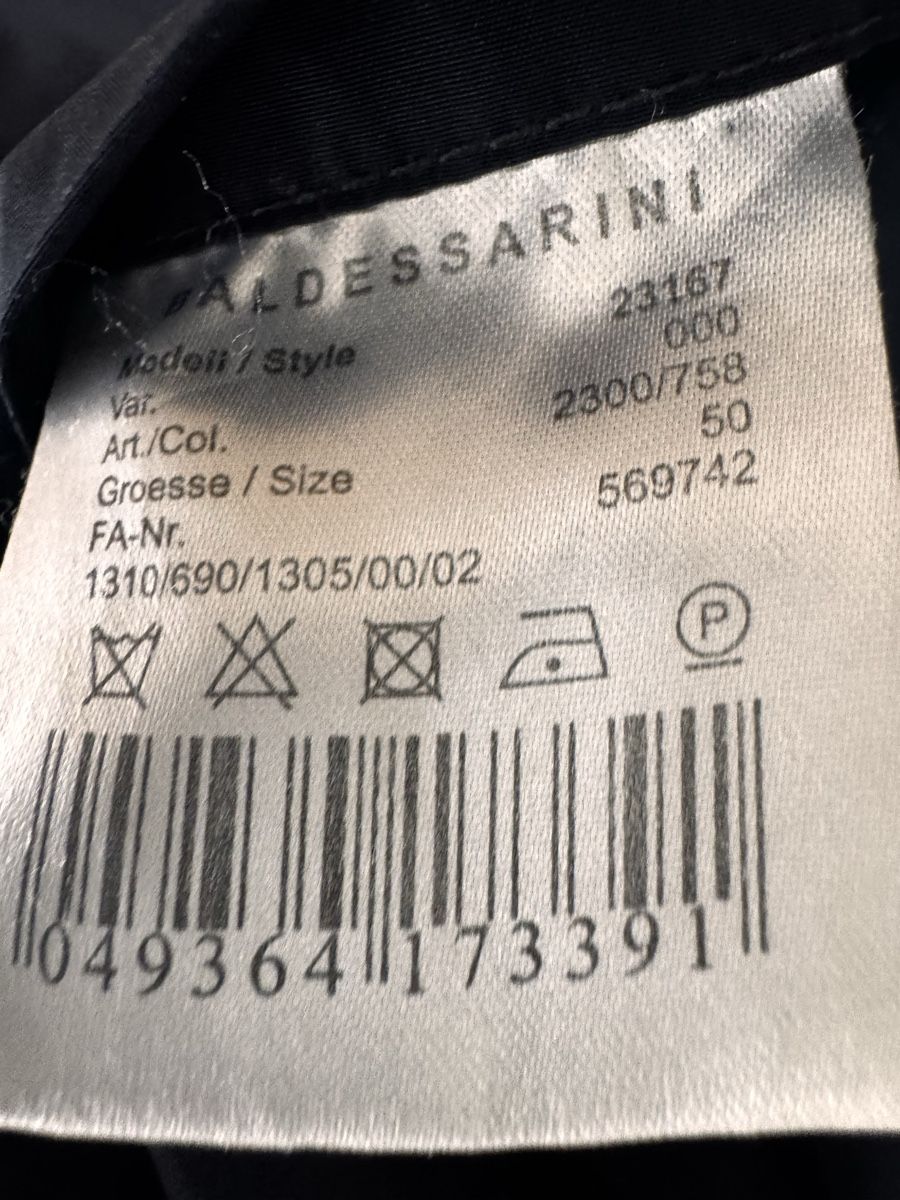 BALDESSARINI
Modell / Style 23167
Var. 000
Art./Col. 2300/758
Groesse / Size 50
FA-Nr. 569742
1310/690/1305/00/02
P
049364 173391